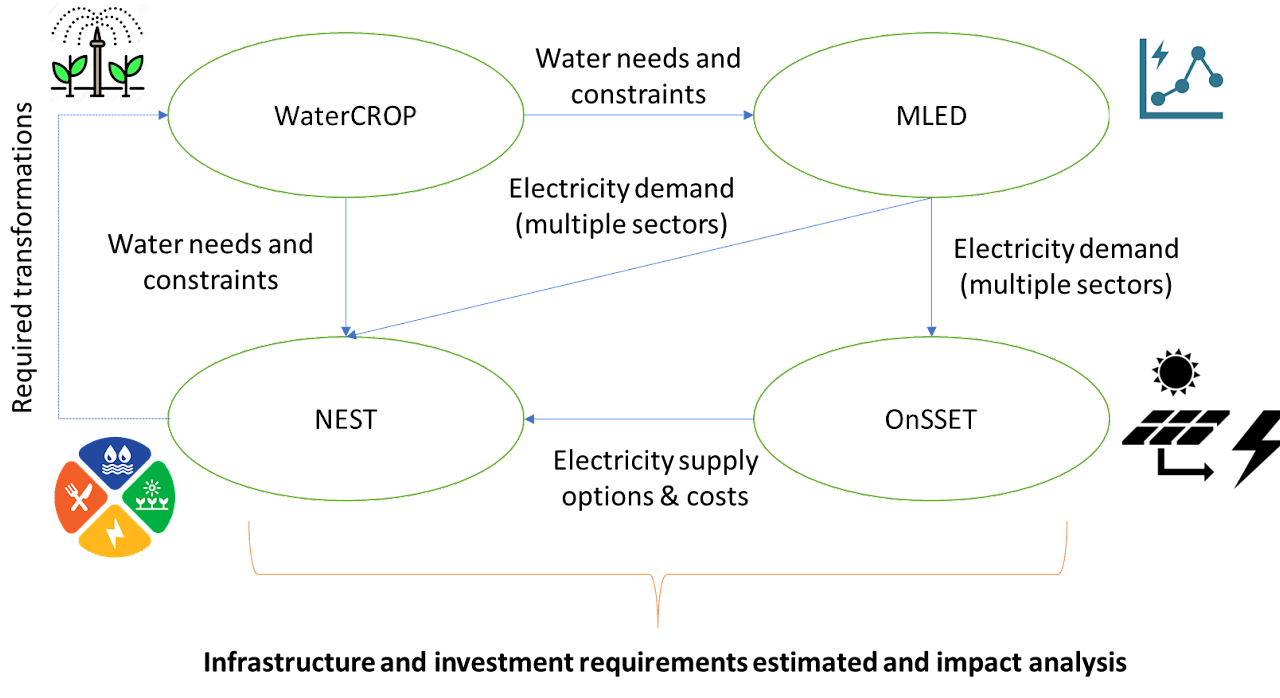 Water needs and
constraints
WaterCROP
MLED
Electricity demand
(multiple sectors)
Water needs and
constraints
Electricity demand
(multiple sectors)
Required transformations
NEST
OnSSET
Electricity supply
options & costs
Infrastructure and investment requirements estimated and impact analysis